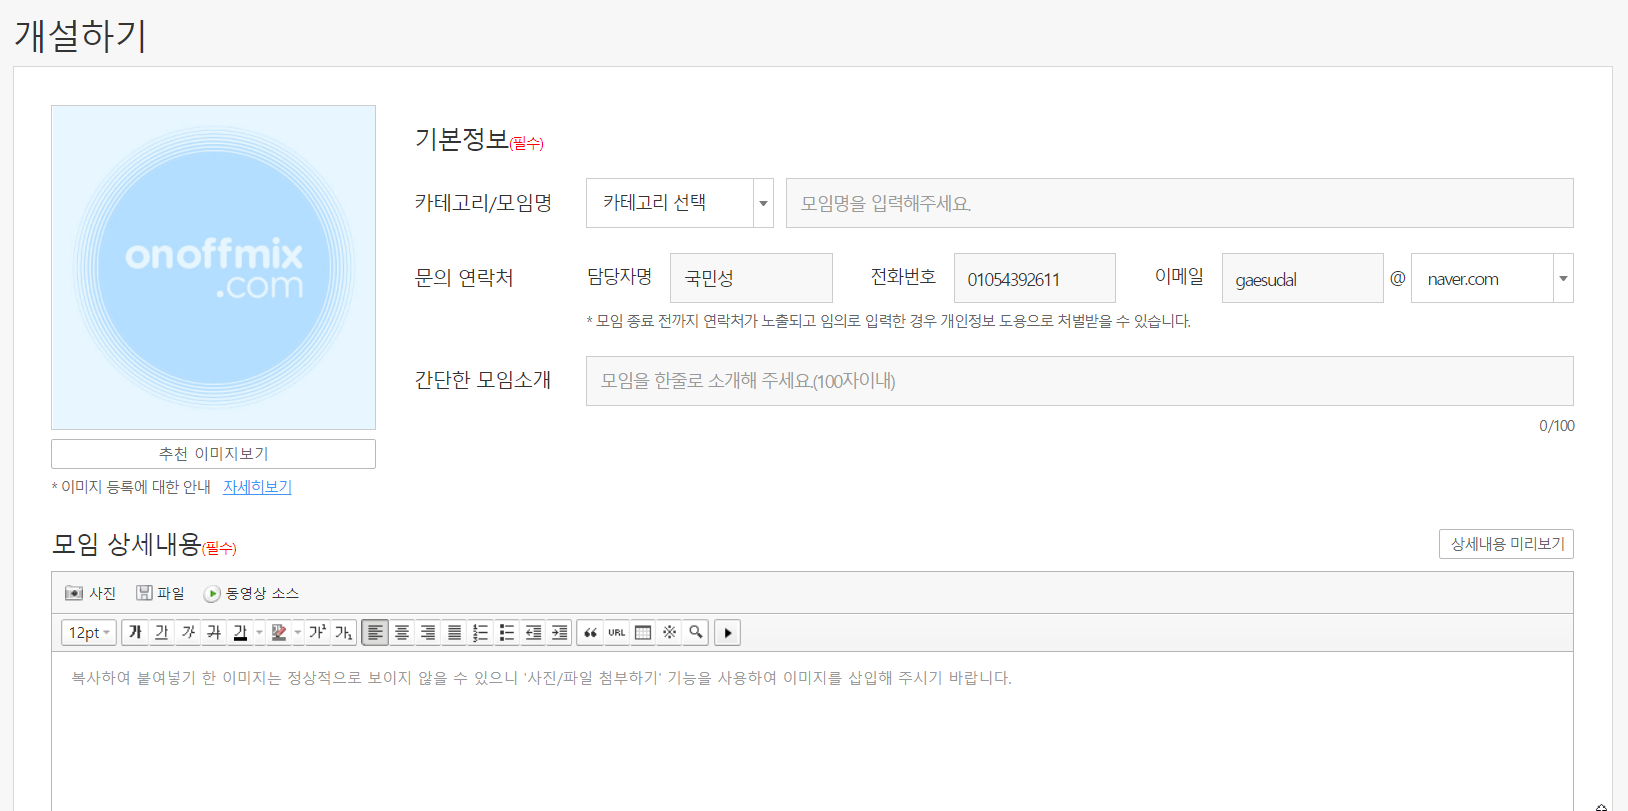 개설하기
onoffmix
.com
기본정보(필수)
카테고리/모임명 카테고리 선택 모임명을 입력해주세요.
문의 연락처 담당자명 국민성 전화번호 01054392611 이메일 gaesudal @ naver.com
* 모임 종료 전까지 연락처가 노출되고 임의로 입력한 경우 개인정보 도용으로 처벌받을 수 있습니다.
간단한 모임소개 모임을 한줄로 소개해 주세요.(100자이내)
0/100
추천 이미지보기
* 이미지 등록에 대한 안내 자세히보기
모임 상세내용(필수) 상세내용 미리보기
사진 파일 동영상 소스
12pt 가 가 가 가 가 가 가¹ 가₁ “ URL ※
복사하여 붙여넣기 한 이미지는 정상적으로 보이지 않을 수 있으니 '사진/파일 첨부하기' 기능을 사용하여 이미지를 삽입해 주시기 바랍니다.